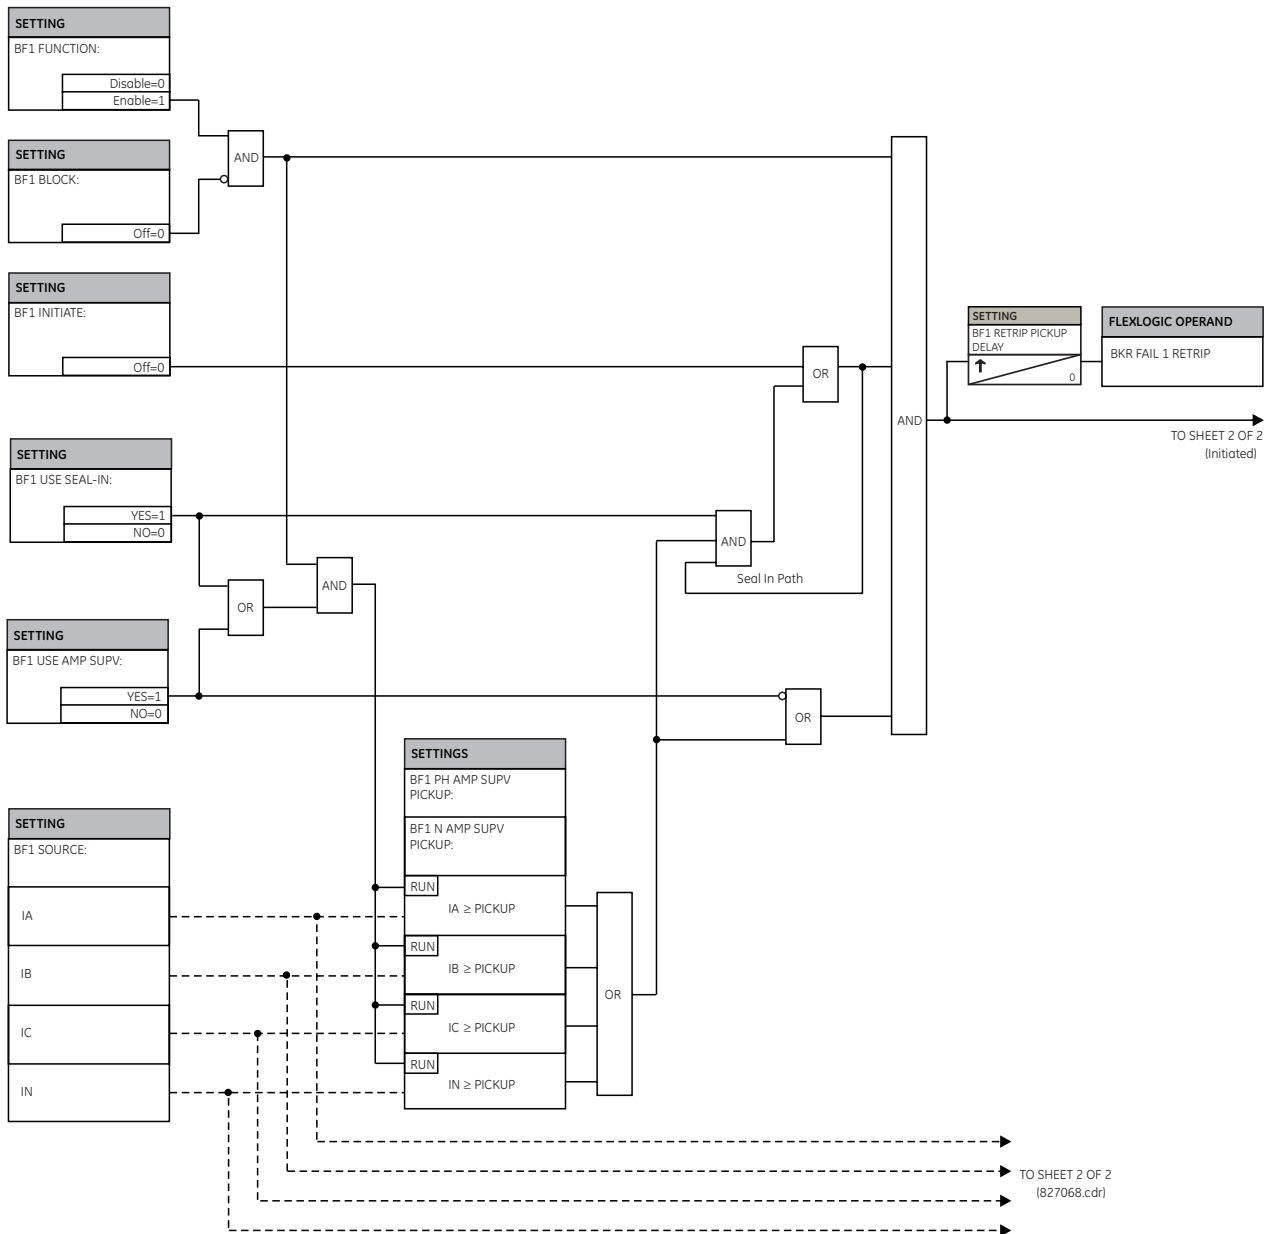 SETTING
BF1 FUNCTION:
Disable=0
Enable=1
AND
SETTING
BF1 BLOCK:
Off=0
SETTING
BF1 INITIATE:
Off=0
OR
AND
SETTING
BF1 RETRIP PICKUP
DELAY
0
FLEXLOGIC OPERAND
BKR FAIL 1 RETRIP
TO SHEET 2 OF 2
(Initiated)
SETTING
BF1 USE SEAL-IN:
YES=1
NO=0
AND
Seal In Path
OR
AND
SETTING
BF1 USE AMP SUPV:
YES=1
NO=0
OR
SETTINGS
BF1 PH AMP SUPV
PICKUP:
BF1 N AMP SUPV
PICKUP:
RUN
IA ≥ PICKUP
RUN
IB ≥ PICKUP
RUN
IC ≥ PICKUP
RUN
IN ≥ PICKUP
OR
SETTING
BF1 SOURCE:
IA
IB
IC
IN
TO SHEET 2 OF 2
(827068.cdr)